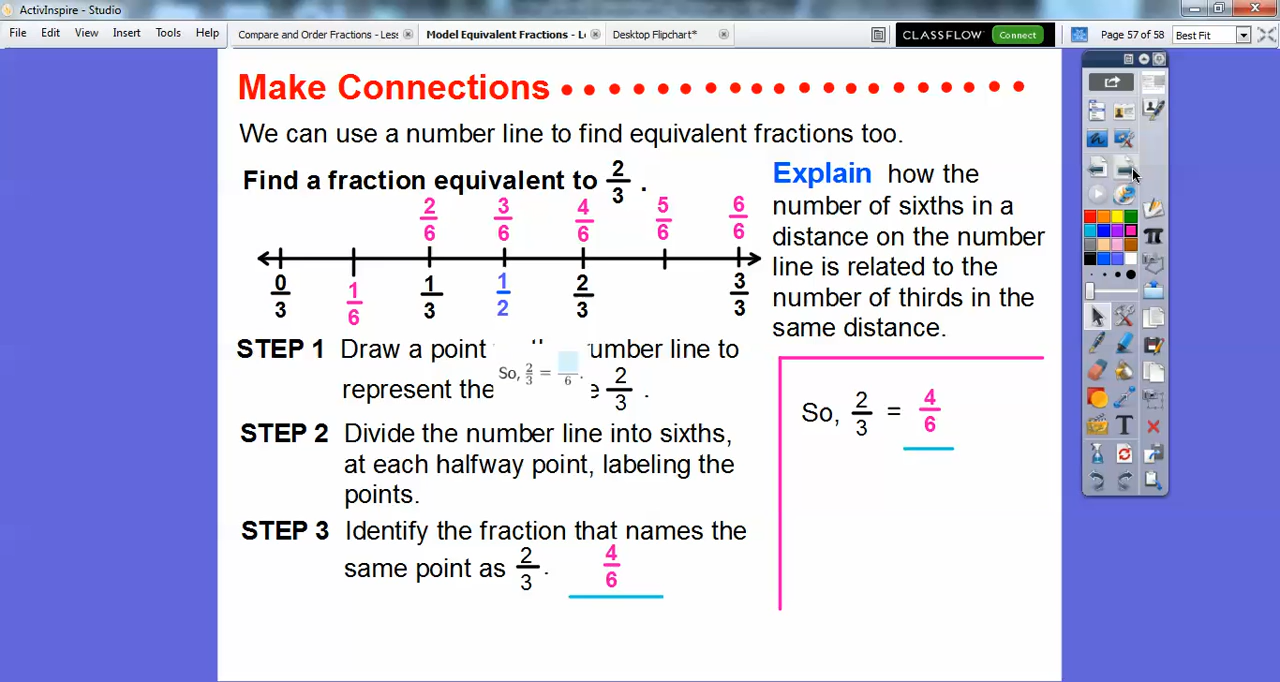 ActivInspire - Studio
File Edit View Insert Tools Help
Compare and Order Fractions - Less
Model Equivalent Fractions - Le
Desktop Flipchart*
CLASSFLOW Connect
Page 57 of 58
Best Fit
Make Connections
We can use a number line to find equivalent fractions too.
Find a fraction equivalent to 2/3 .
2/6 3/6 4/6 5/6 6/6
0/3 1/6 1/3 1/2 2/3 3/3
STEP 1 Draw a point umber line to
represent the e 2/3 .
So, 2/3 = /6 .
STEP 2 Divide the number line into sixths,
at each halfway point, labeling the
points.
STEP 3 Identify the fraction that names the
same point as 2/3 . 4/6
Explain how the
number of sixths in a
distance on the number
line is related to the
number of thirds in the
same distance.
So, 2/3 = 4/6